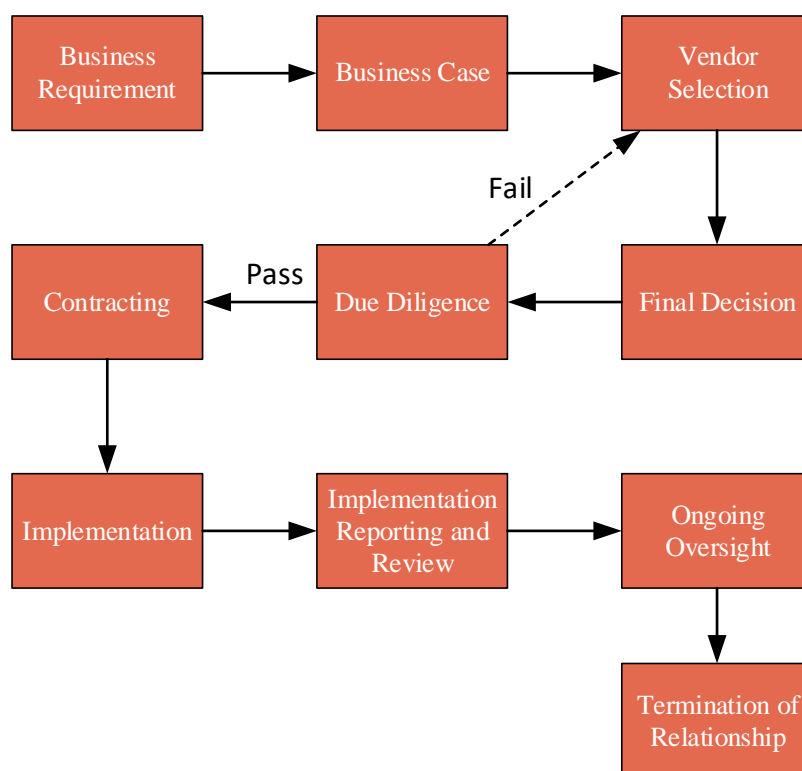 Business
Requirement
Business Case
Vendor
Selection
Fail
Contracting
Pass
Due Diligence
Final Decision
Implementation
Implementation
Reporting and
Review
Ongoing
Oversight
Termination of
Relationship